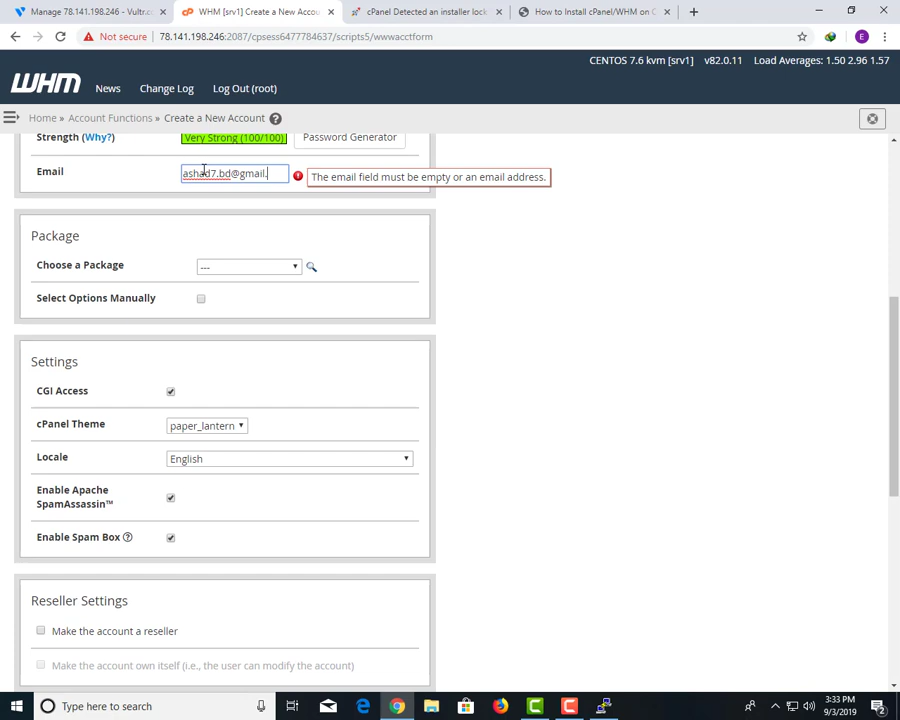 Manage 78.141.198.246 - Vultr.co
WHM [srv1] Create a New Accou
cPanel Detected an installer lock
How to Install cPanel/WHM on C
Not secure
78.141.198.246:2087/cpsess6477784637/scripts5/wwwacctform
E
CENTOS 7.6 kvm [srv1] v82.0.11 Load Averages: 1.50 2.96 1.57
WHM
News
Change Log
Log Out (root)
Home » Account Functions » Create a New Account
Strength (Why?)
Very Strong (100/100)
Password Generator
Email
ashad7.bd@gmail.
The email field must be empty or an email address.
Package
Choose a Package
---
Select Options Manually
Settings
CGI Access
cPanel Theme
paper_lantern
Locale
English
Enable Apache
SpamAssassin™
Enable Spam Box
Reseller Settings
Make the account a reseller
Make the account own itself (i.e., the user can modify the account)
Type here to search
3:33 PM
9/3/2019
2